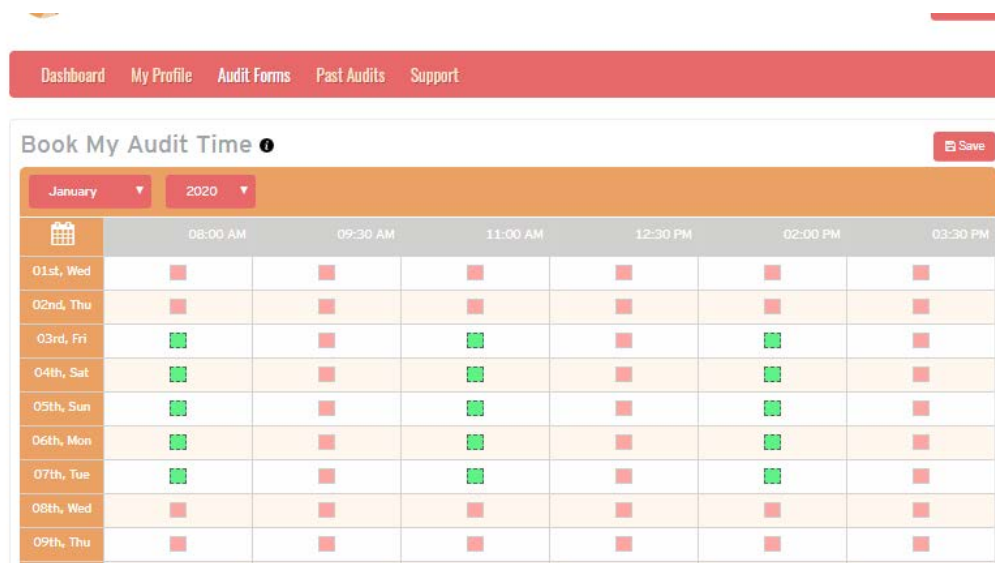 Dashboard My Profile Audit Forms Past Audits Support
Book My Audit Time
Save
January 2020
08:00 AM 09:30 AM 11:00 AM 12:30 PM 02:00 PM 03:30 PM
01st, Wed
02nd, Thu
03rd, Fri
04th, Sat
05th, Sun
06th, Mon
07th, Tue
08th, Wed
09th, Thu